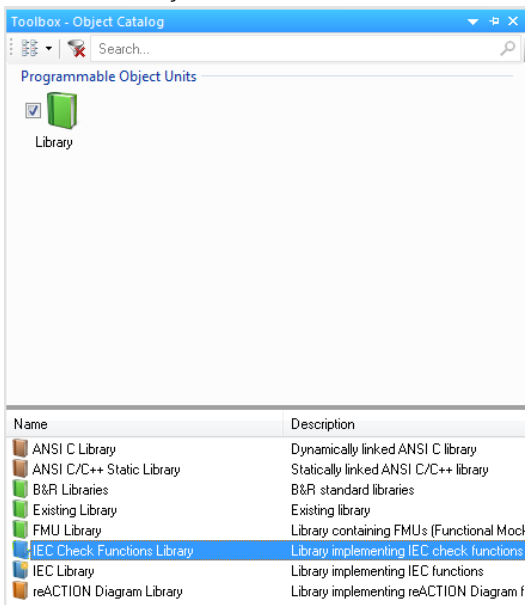 Toolbox - Object Catalog
Search...
Programmable Object Units
Library
Name Description
ANSI C Library Dynamically linked ANSI C library
ANSI C/C++ Static Library Statically linked ANSI C/C++ library
B&R Libraries B&R standard libraries
Existing Library Existing library
FMU Library Library containing FMUs (Functional Mock
IEC Check Functions Library Library implementing IEC check functions
IEC Library Library implementing IEC functions
reACTION Diagram Library Library implementing reACTION Diagram f